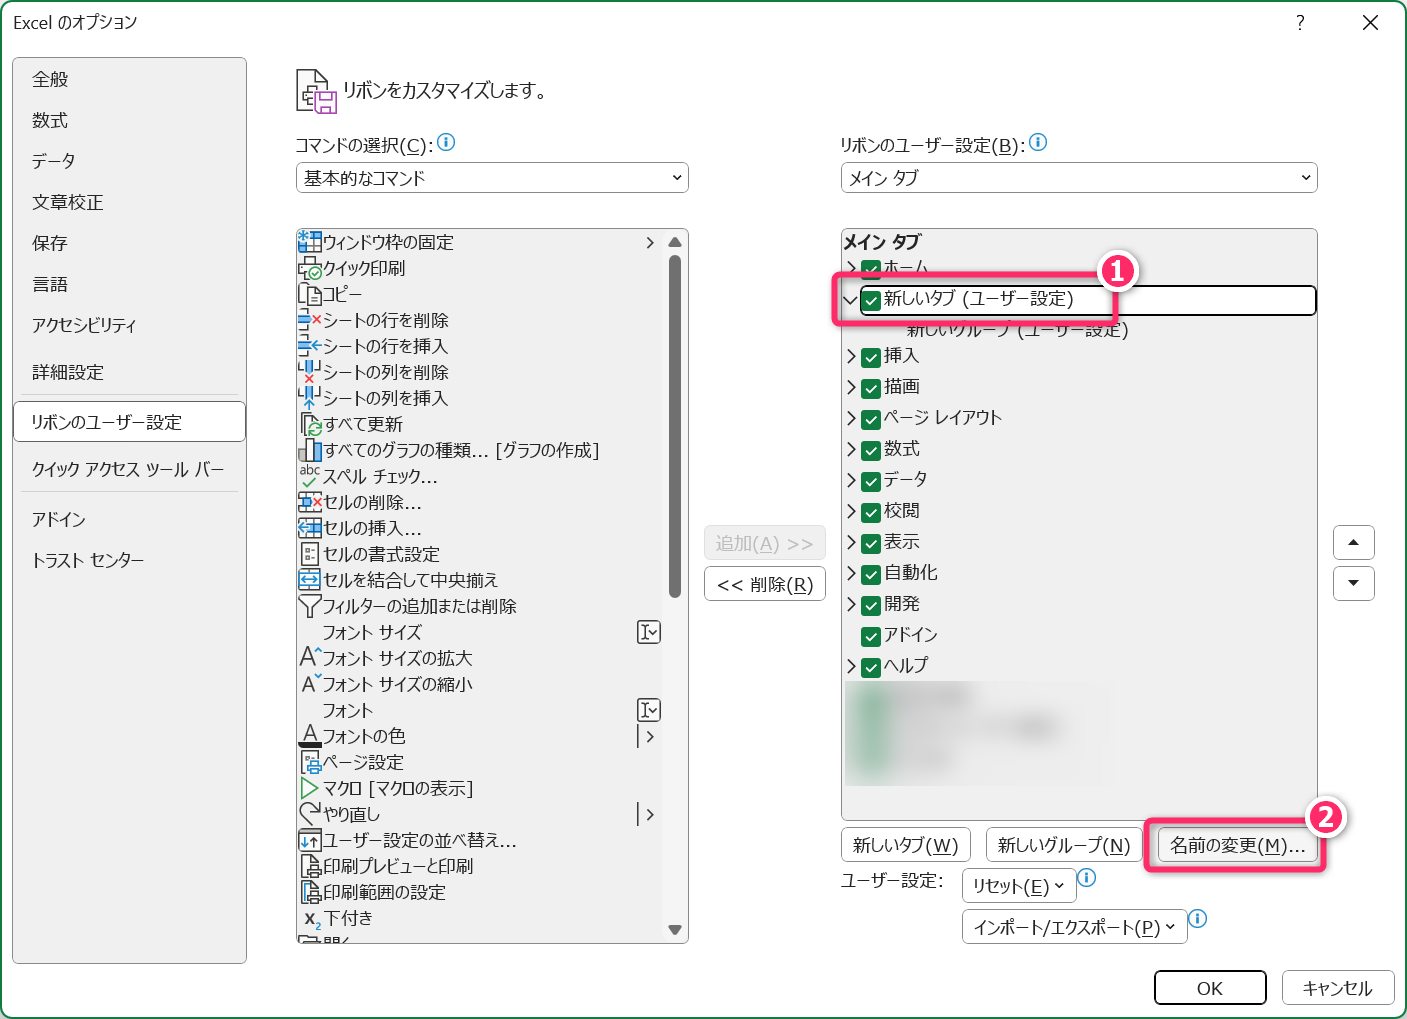 Excel のオプション
?
全般
数式
データ
文章校正
保存
言語
アクセシビリティ
詳細設定
リボンのユーザー設定
クイック アクセス ツール バー
アドイン
トラスト センター
リボンをカスタマイズします。
コマンドの選択(C):
基本的なコマンド
ウィンドウ枠の固定
クイック印刷
コピー
シートの行を削除
シートの行を挿入
シートの列を削除
シートの列を挿入
すべて更新
すべてのグラフの種類... [グラフの作成]
abc
スペル チェック...
セルの削除...
セルの挿入...
セルの書式設定
セルを結合して中央揃え
フィルターの追加または削除
フォント サイズ
フォント サイズの拡大
フォント サイズの縮小
フォント
フォントの色
ページ設定
マクロ [マクロの表示]
やり直し
ユーザー設定の並べ替え...
印刷プレビューと印刷
印刷範囲の設定
下付き
開く
追加(A) >>
<< 削除(R)
リボンのユーザー設定(B):
メイン タブ
メイン タブ
ホーム
1
新しいタブ (ユーザー設定)
新しいグループ (ユーザー設定)
挿入
描画
ページ レイアウト
数式
データ
校閲
表示
自動化
開発
アドイン
ヘルプ
2
新しいタブ(W)
新しいグループ(N)
名前の変更(M)...
ユーザー設定:
リセット(E)
インポート/エクスポート(P)
OK
キャンセル